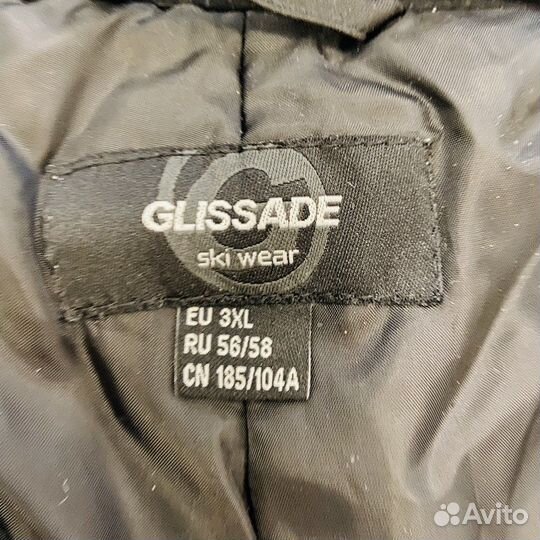 GLISSADE
ski wear
EU 3XL
RU 56/58
CN 185/104A
Avito